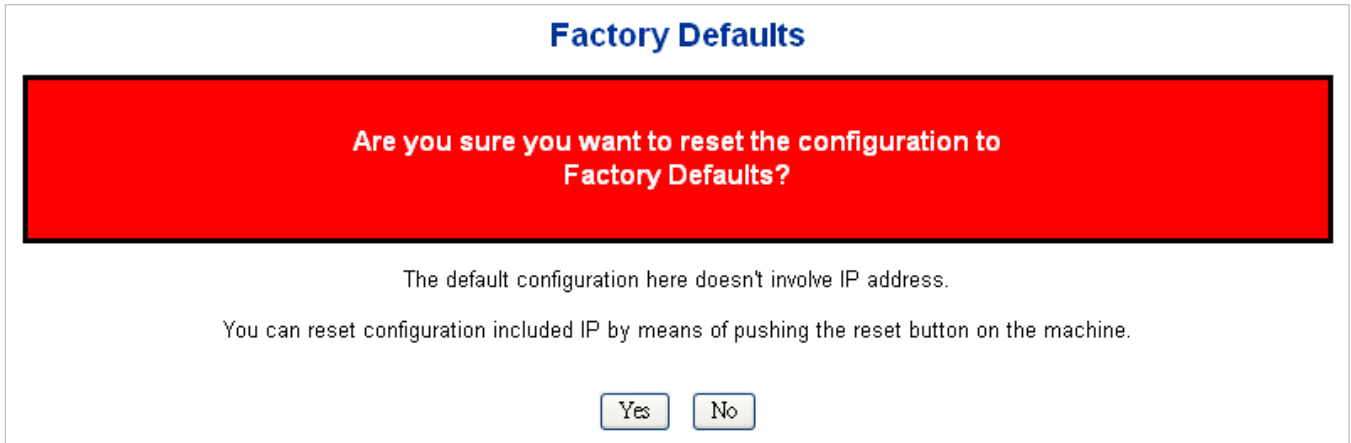 Factory Defaults
Are you sure you want to reset the configuration to
Factory Defaults?
The default configuration here doesn't involve IP address.
You can reset configuration included IP by means of pushing the reset button on the machine.
Yes No